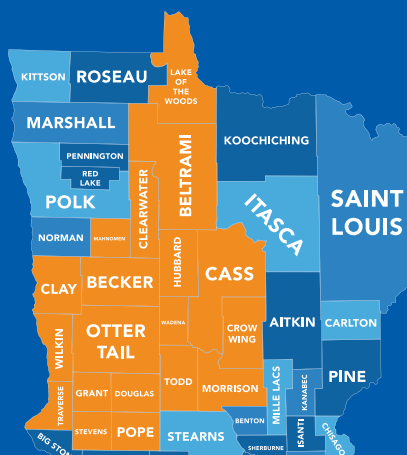 KITTSON
ROSEAU
LAKE
OF
THE
WOODS
MARSHALL
KOOCHICHING
PENNINGTON
RED
LAKE
POLK
CLEARWATER
BELTRAMI
ITASCA
SAINT
LOUIS
NORMAN
MAHNOMEN
HUBBARD
CLAY
BECKER
CASS
WILKIN
OTTER
TAIL
WADENA
CROW
WING
AITKIN
CARLTON
TRAVERSE
GRANT
DOUGLAS
TODD
MORRISON
MILLE LACS
KANABEC
PINE
STEVENS
POPE
STEARNS
BENTON
SHERBURNE
ISANTI
CHISAGO